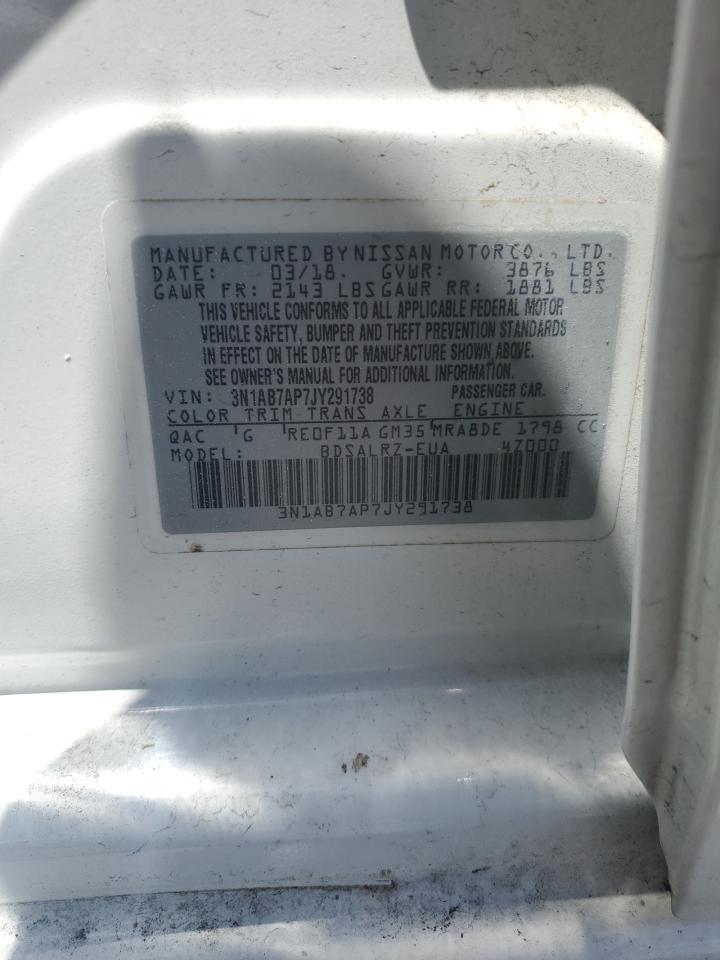 MANUFACTURED BY NISSAN MOTOR CO., LTD.
DATE: 03/18. GVWR: 3876 LBS
GAWR FR: 2143 LBS GAWR RR: 1881 LBS
THIS VEHICLE CONFORMS TO ALL APPLICABLE FEDERAL MOTOR
VEHICLE SAFETY, BUMPER AND THEFT PREVENTION STANDARDS
IN EFFECT ON THE DATE OF MANUFACTURE SHOWN ABOVE.
SEE OWNER'S MANUAL FOR ADDITIONAL INFORMATION.
VIN: 3N1AB7AP7JY291738 PASSENGER CAR.
COLOR TRIM TRANS AXLE ENGINE
QAC G RE0F11A GM35 MRA8DE 1798 CC
MODEL: BDSALRZ-EUA 4Z000
3N1AB7AP7JY291738